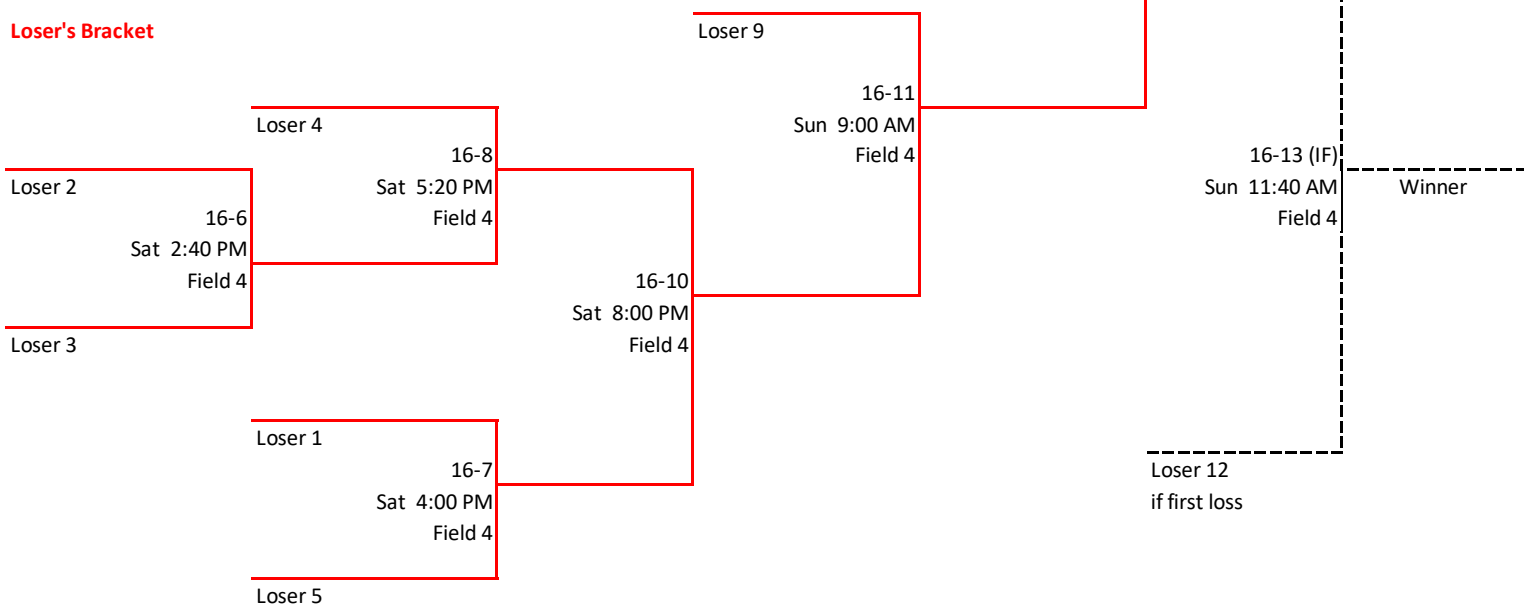 Loser's Bracket
Loser 9
16-11
Sun  9:00 AM
Field 4
Loser 4
16-8
Sat  5:20 PM
Field 4
Loser 2
16-6
Sat  2:40 PM
Field 4
Loser 3
16-10
Sat  8:00 PM
Field 4
Loser 1
16-7
Sat  4:00 PM
Field 4
Loser 5
16-13 (IF)
Sun  11:40 AM
Field 4
Winner
Loser 12
if first loss